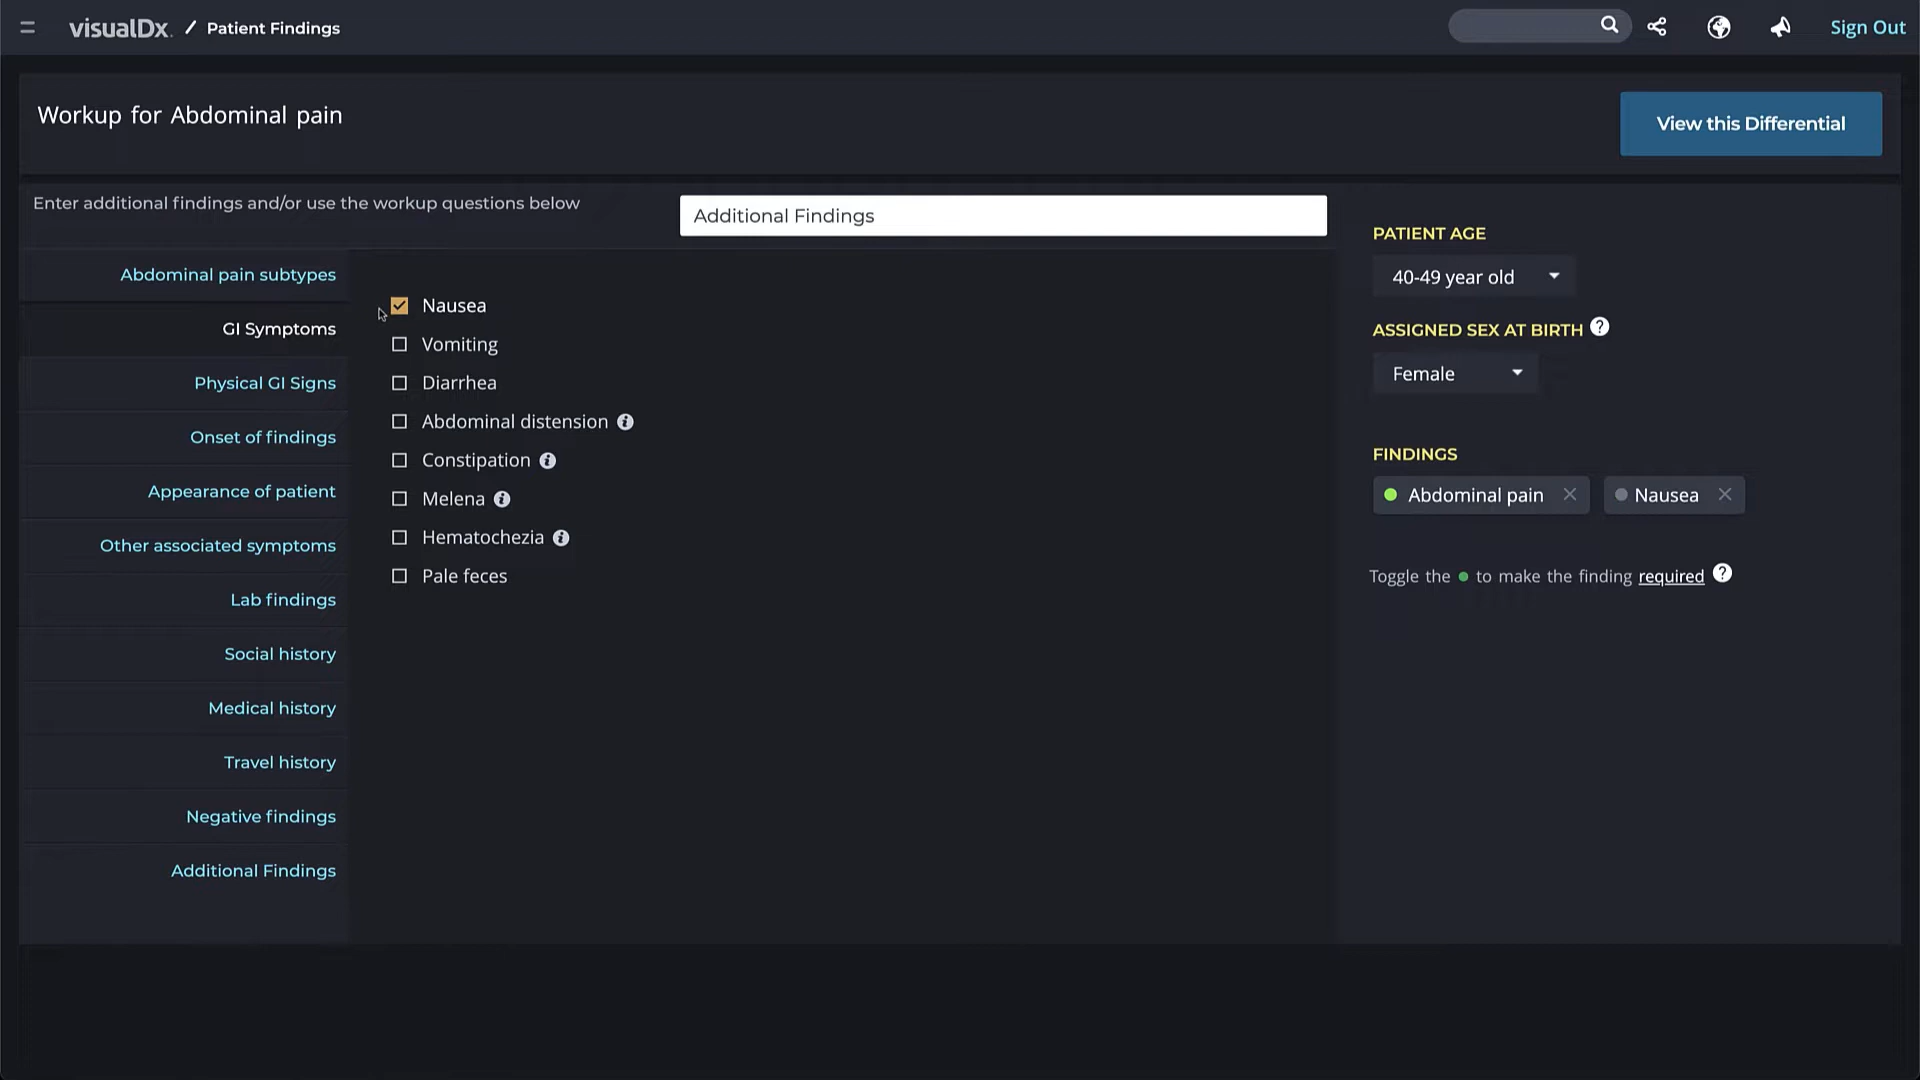 visualDx. / Patient Findings
Sign Out
Workup for Abdominal pain
View this Differential
Enter additional findings and/or use the workup questions below
Additional Findings
Abdominal pain subtypes
GI Symptoms
Physical GI Signs
Onset of findings
Appearance of patient
Other associated symptoms
Lab findings
Social history
Medical history
Travel history
Negative findings
Additional Findings
Nausea
Vomiting
Diarrhea
Abdominal distension
Constipation
Melena
Hematochezia
Pale feces
PATIENT AGE
40-49 year old
ASSIGNED SEX AT BIRTH
Female
FINDINGS
Abdominal pain
Nausea
Toggle the ● to make the finding required